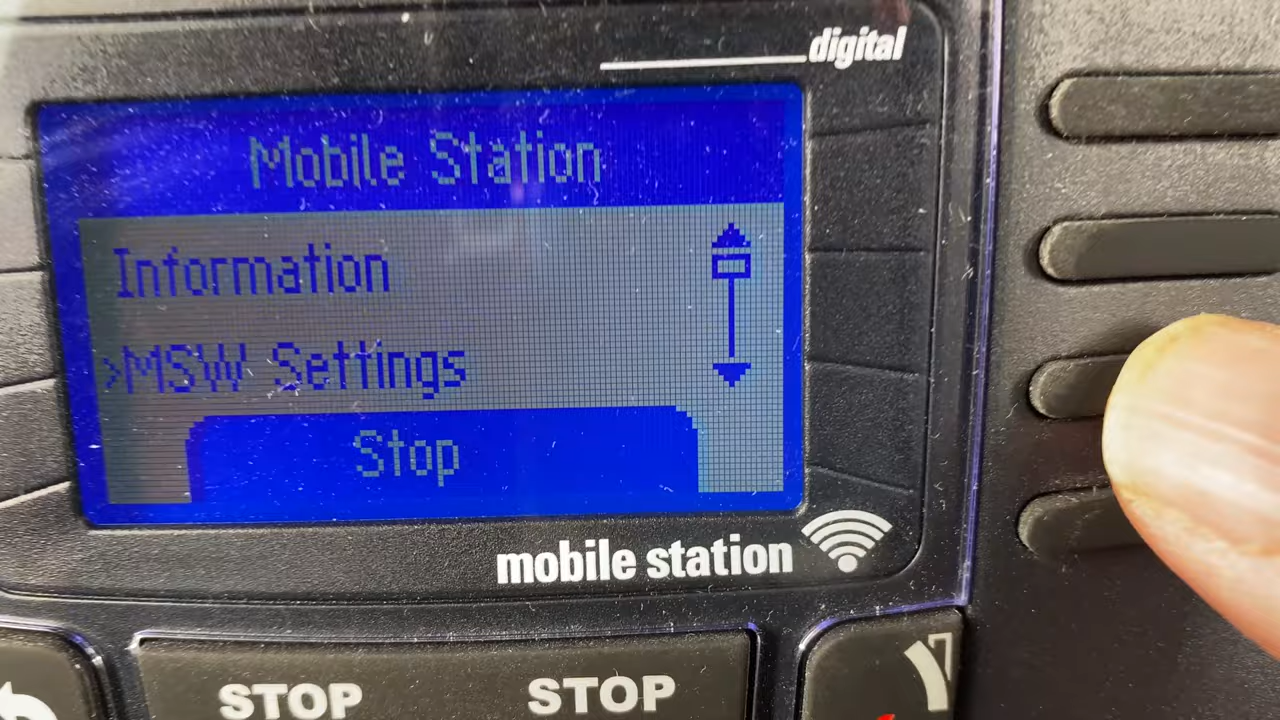 digital
Mobile Station
Information
>MSW Settings
Stop
mobile station
STOP STOP